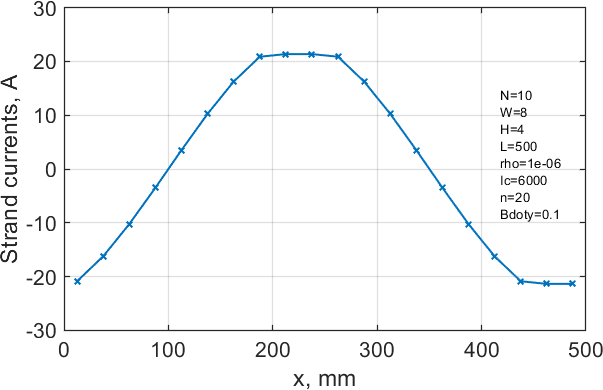 30
20
10
0
-10
-20
-30
Strand currents, A
N=10
W=8
H=4
L=500
rho=1e-06
Ic=6000
n=20
Bdoty=0.1
0 100 200 300 400 500
x, mm